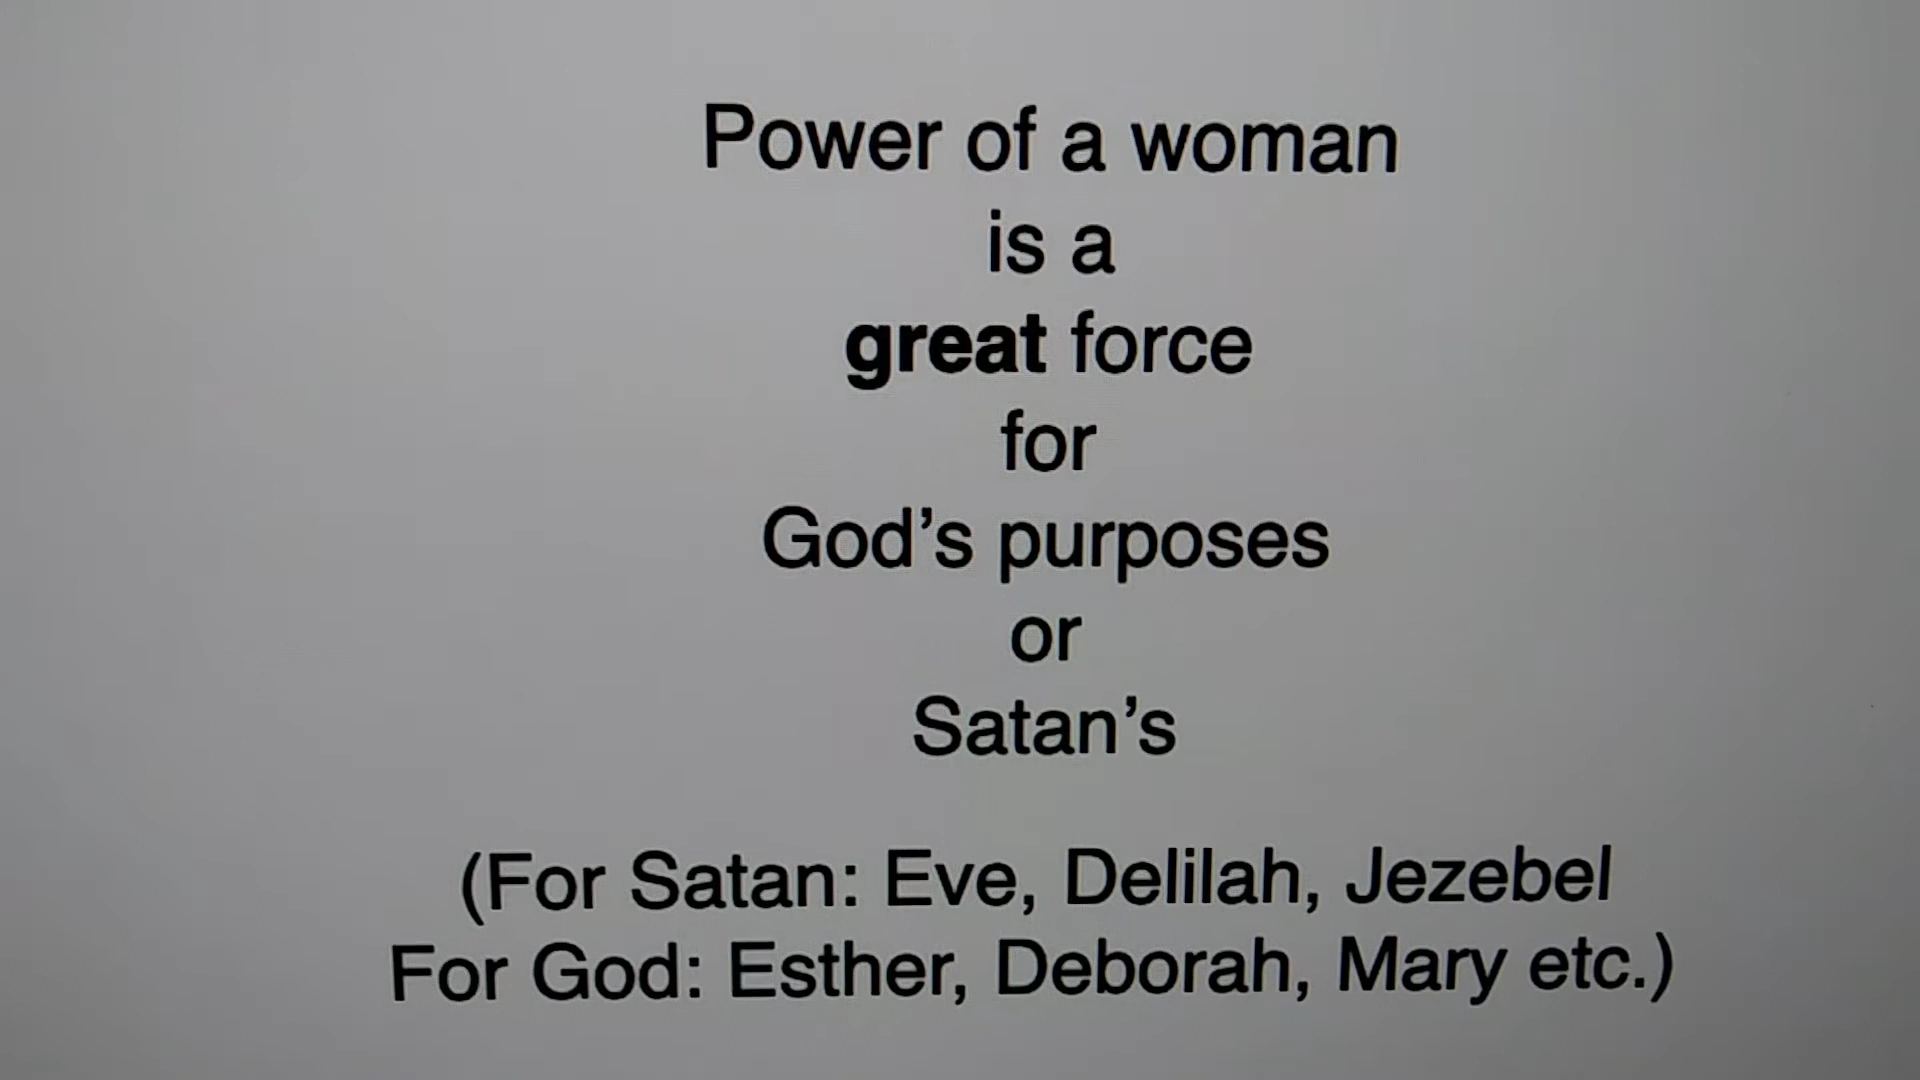 Power of a woman
is a
great force
for
God’s purposes
or
Satan’s
(For Satan: Eve, Delilah, Jezebel
For God: Esther, Deborah, Mary etc.)